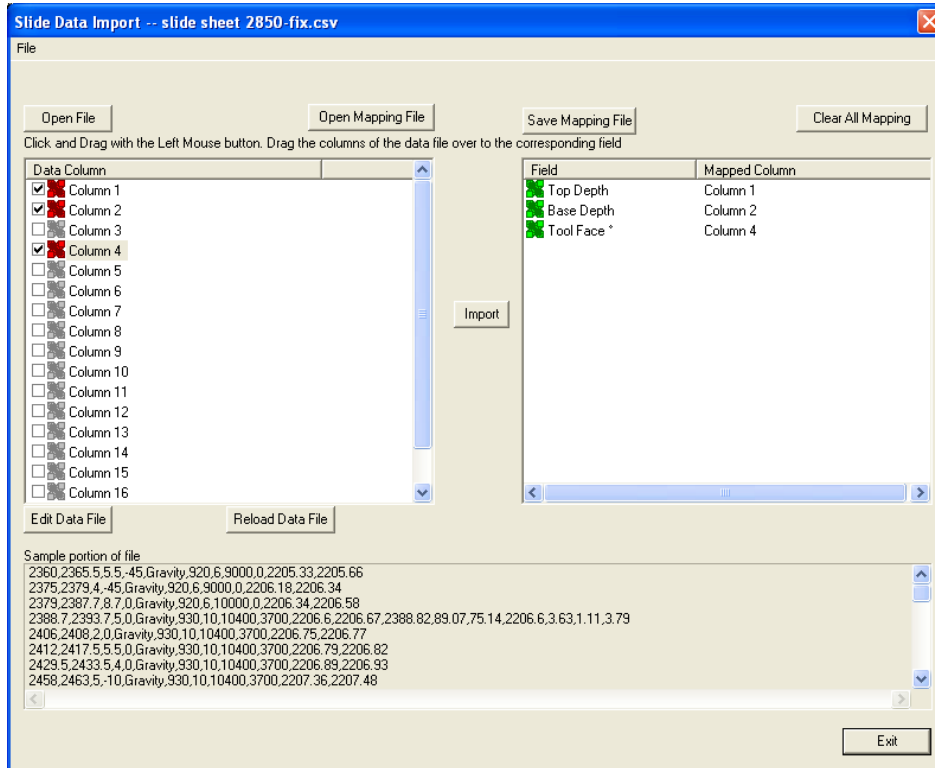 Slide Data Import -- slide sheet 2850-fix.csv
File
Open File Open Mapping File Save Mapping File Clear All Mapping
Click and Drag with the Left Mouse button. Drag the columns of the data file over to the corresponding field
Data Column
Column 1
Column 2
Column 3
Column 4
Column 5
Column 6
Column 7
Column 8
Column 9
Column 10
Column 11
Column 12
Column 13
Column 14
Column 15
Column 16
Import
Field Mapped Column
Top Depth Column 1
Base Depth Column 2
Tool Face ° Column 4
Edit Data File Reload Data File
Sample portion of file
2360,2365.5,5.5,-45,Gravity,920,6,9000,0,2205.33,2205.66
2375,2379,4,-45,Gravity,920,6,9000,0,2206.18,2206.34
2379,2387.7,8.7,0,Gravity,920,6,10000,0,2206.34,2206.58
2388.7,2393.7,5,0,Gravity,930,10,10400,3700,2206.6,2206.67,2388.82,89.07,75.14,2206.6,3.63,1.11,3.79
2406,2408,2,0,Gravity,930,10,10400,3700,2206.75,2206.77
2412,2417.5,5.5,0,Gravity,930,10,10400,3700,2206.79,2206.82
2429.5,2433.5,4,0,Gravity,930,10,10400,3700,2206.89,2206.93
2458,2463,5,-10,Gravity,930,10,10400,3700,2207.36,2207.48
Exit